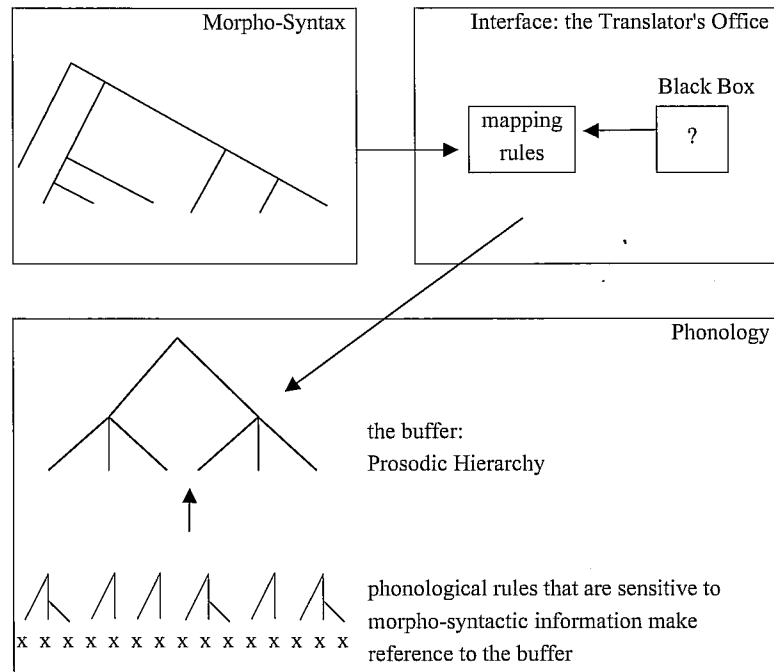 Morpho-Syntax
Interface: the Translator's Office
Black Box
mapping
rules
?
Phonology
the buffer:
Prosodic Hierarchy
phonological rules that are sensitive to
morpho-syntactic information make
reference to the buffer
x x x x x x x x x x x x x x x